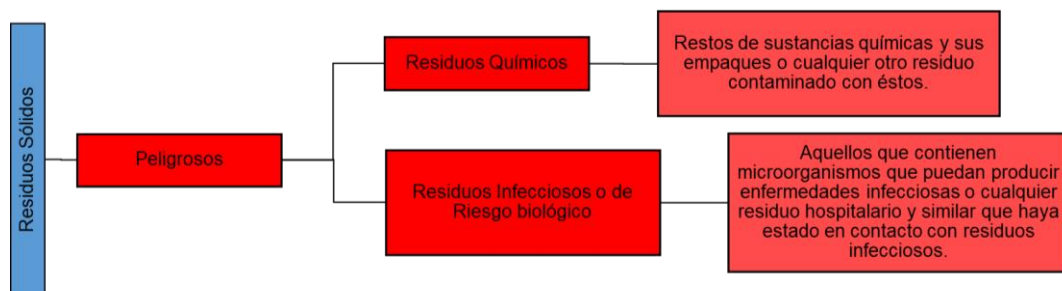 Residuos Sólidos
Peligrosos
Residuos Químicos
Restos de sustancias químicas y sus
empaques o cualquier otro residuo
contaminado con éstos.
Residuos Infecciosos o de
Riesgo biológico
Aquellos que contienen
microorganismos que puedan producir
enfermedades infecciosas o cualquier
residuo hospitalario y similar que haya
estado en contacto con residuos
infecciosos.